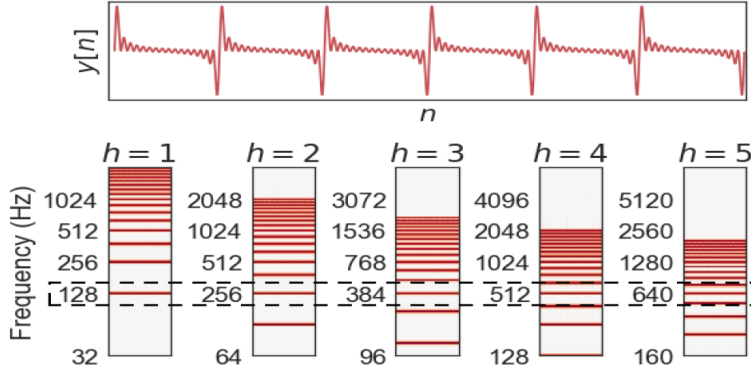 y[n]
n
h = 1 h = 2 h = 3 h = 4 h = 5
Frequency (Hz)
1024 2048 3072 4096 5120
512 1024 1536 2048 2560
256 512 768 1024 1280
128 256 384 512 640
32 64 96 128 160